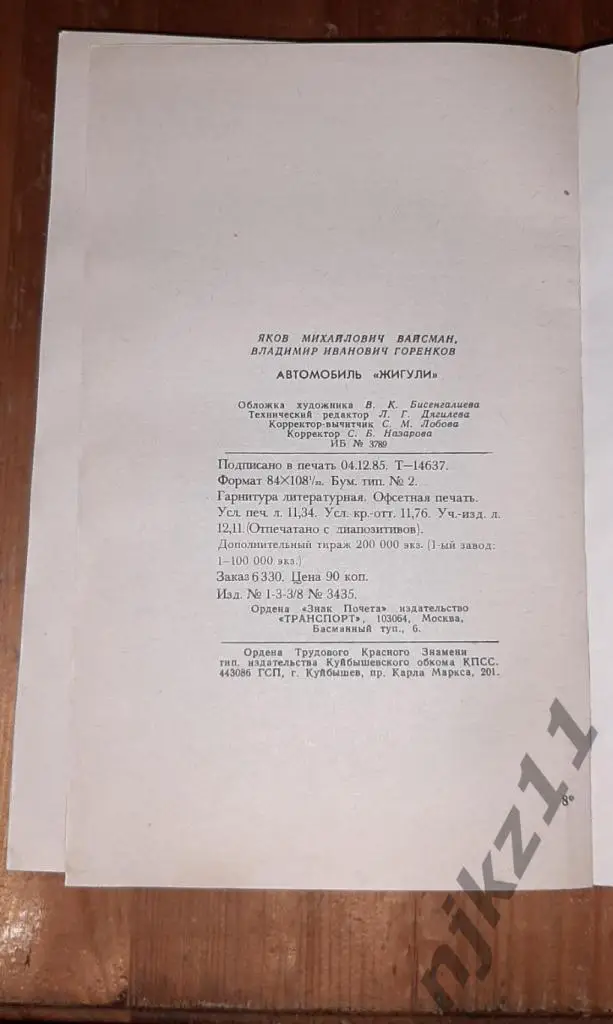 ЯКОВ МИХАЙЛОВИЧ ВАЙСМАН,
ВЛАДИМИР ИВАНОВИЧ ГОРЕНКОВ
АВТОМОБИЛЬ «ЖИГУЛИ»
Обложка художника В. К. Бисенгалиева
Технический редактор Л. Г. Дягилева
Корректор-вычитчик С. М. Лобова
Корректор С. Б. Назарова
ИБ № 3789
Подписано в печать 04.12.85. Т—14637.
Формат 84×108¹/₃₂. Бум. тип. № 2.
Гарнитура литературная. Офсетная печать.
Усл. печ. л. 11,34. Усл. кр.-отт. 11,76. Уч.-изд. л.
12,11. (Отпечатано с диапозитивов).
Дополнительный тираж 200 000 экз. (1-ый завод:
1—100 000 экз.)
Заказ 6330. Цена 90 коп.
Изд. № 1-3-3/8 № 3435.
Ордена «Знак Почета» издательство
«ТРАНСПОРТ», 103064, Москва,
Басманный туп., 6.
Ордена Трудового Красного Знамени
тип. издательства Куйбышевского обкома КПСС.
443086 ГСП, г. Куйбышев, пр. Карла Маркса, 201.
8*
njkz11